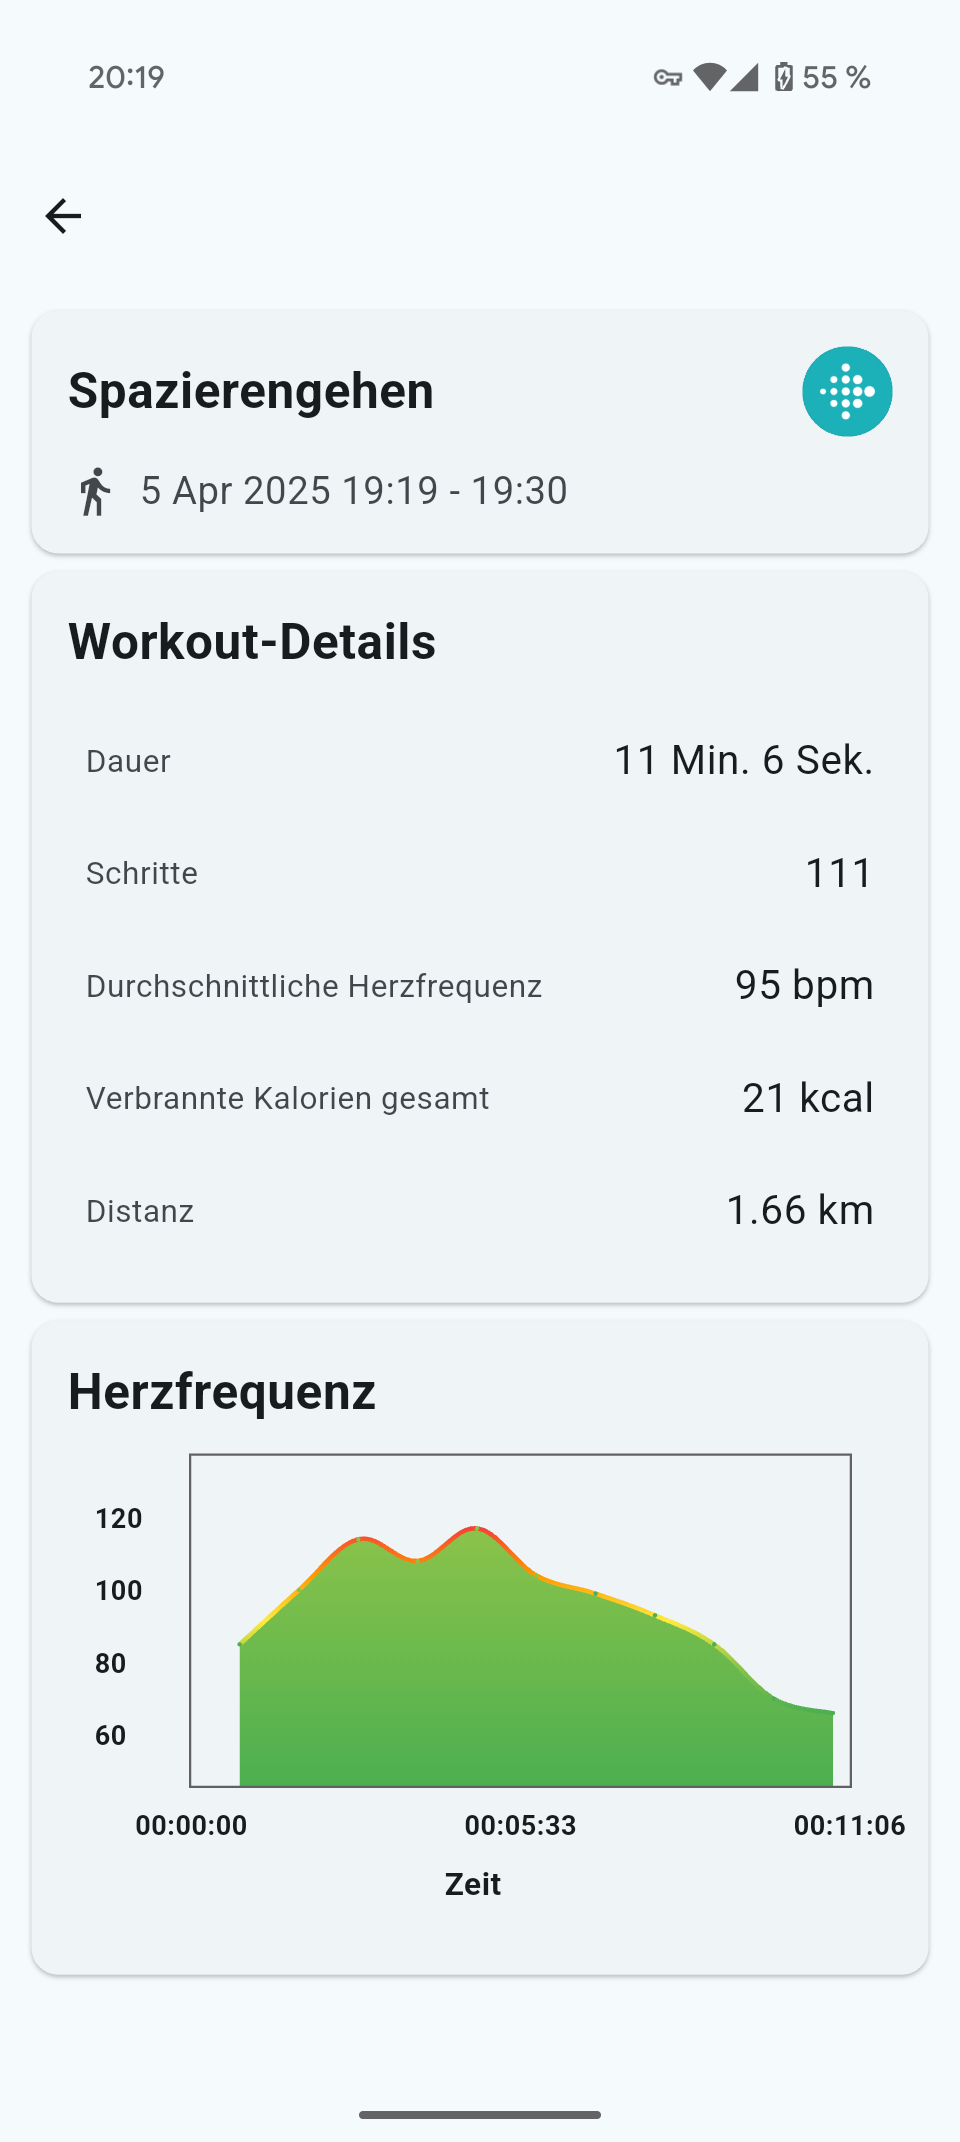 20:19
55 %
Spazierengehen
5 Apr 2025 19:19 - 19:30
Workout-Details
Dauer 11 Min. 6 Sek.
Schritte 111
Durchschnittliche Herzfrequenz 95 bpm
Verbrannte Kalorien gesamt 21 kcal
Distanz 1.66 km
Herzfrequenz
120
100
80
60
00:00:00 00:05:33 00:11:06
Zeit